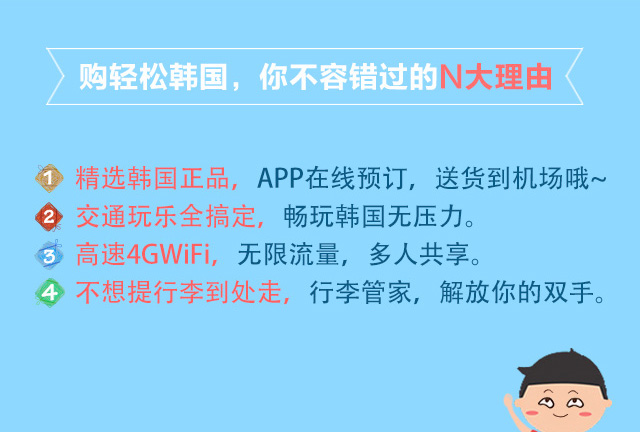 购轻松韩国，你不容错过的N大理由
1 精选韩国正品，APP在线预订，送货到机场哦~
2 交通玩乐全搞定，畅玩韩国无压力。
3 高速4GWiFi，无限流量，多人共享。
4 不想提行李到处走，行李管家，解放你的双手。